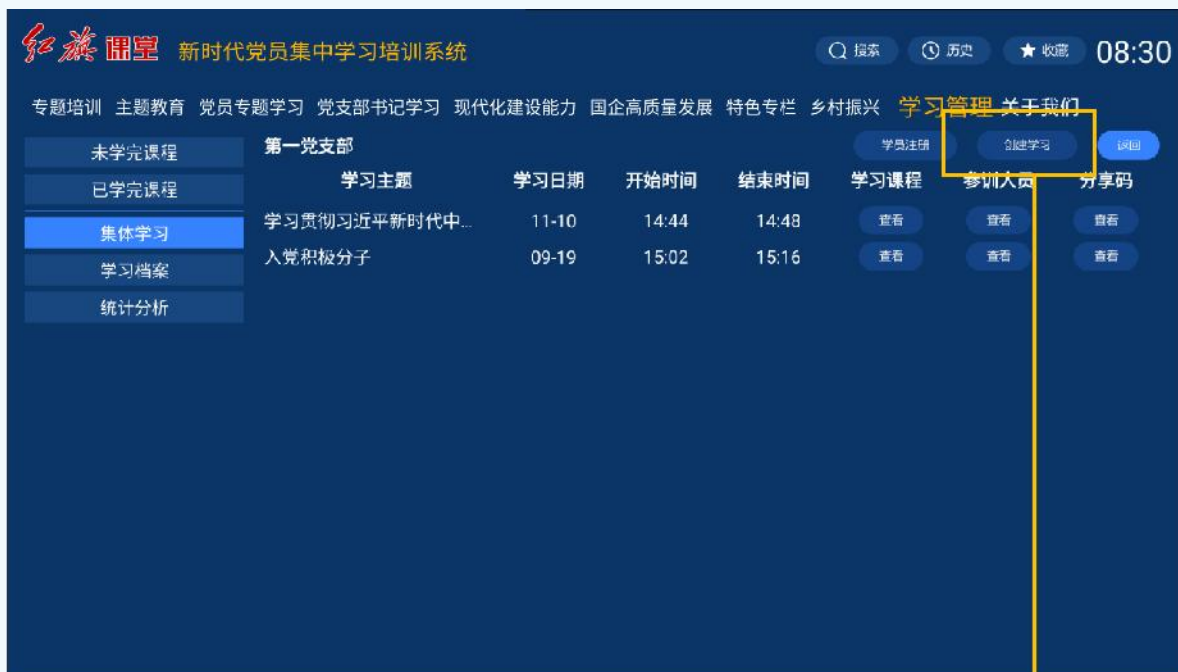 红旗 课堂 新时代党员集中学习培训系统 搜索 历史 收藏 08:30
专题培训 主题教育 党员专题学习 党支部书记学习 现代化建设能力 国企高质量发展 特色专栏 乡村振兴 学习管理 关于我们
未学完课程
已学完课程
集体学习
学习档案
统计分析
第一党支部 学员注册 创建学习 返回
学习主题 学习日期 开始时间 结束时间 学习课程 参训人员 分享码
学习贯彻习近平新时代中... 11-10 14:44 14:48 查看 查看 查看
入党积极分子 09-19 15:02 15:16 查看 查看 查看